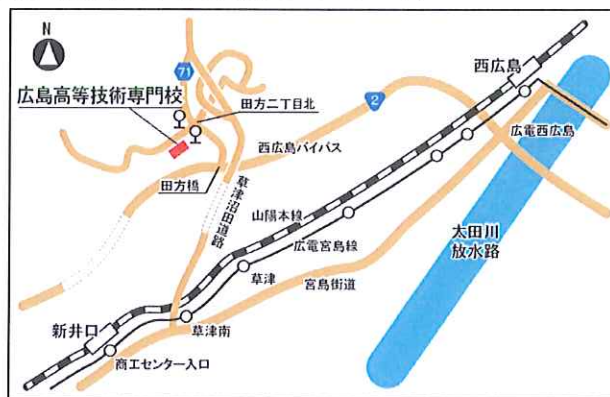 N
71
広島高等技術専門校
田方二丁目北
西広島
2
広電西広島
西広島バイパス
田方橋
草津沼田道路
山陽本線
広電宮島線
太田川
放水路
草津
宮島街道
新井口
草津南
商工センター入口